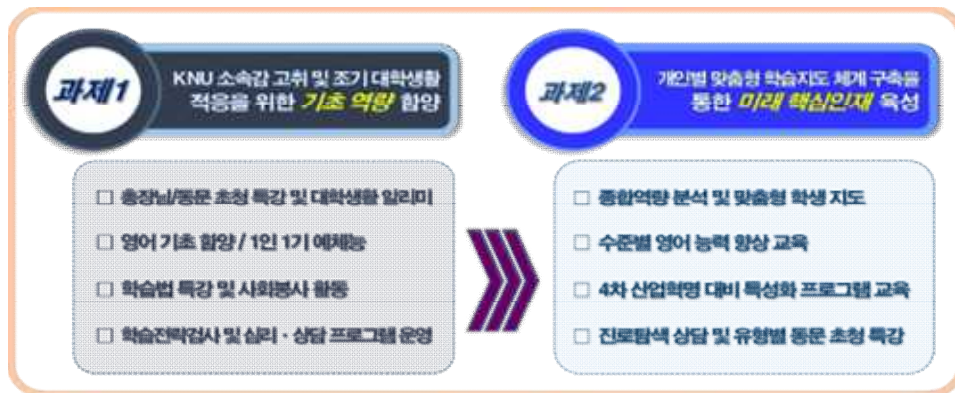 과제1
KNU 소속감 고취 및 조기 대학생활
적응을 위한 기초 역량 함양
□ 총장님/동문 초청 특강 및 대학생활 알리미
□ 영어 기초 함양 / 1인 1기 예체능
□ 학습법 특강 및 사회봉사 활동
□ 학습전략검사 및 심리 · 상담 프로그램 운영
과제2
개인별 맞춤형 학습지도 체계 구축을
통한 미래 핵심인재 육성
□ 종합역량 분석 및 맞춤형 학생 지도
□ 수준별 영어 능력 향상 교육
□ 4차 산업혁명 대비 특성화 프로그램 교육
□ 진로탐색 상담 및 유형별 동문 초청 특강